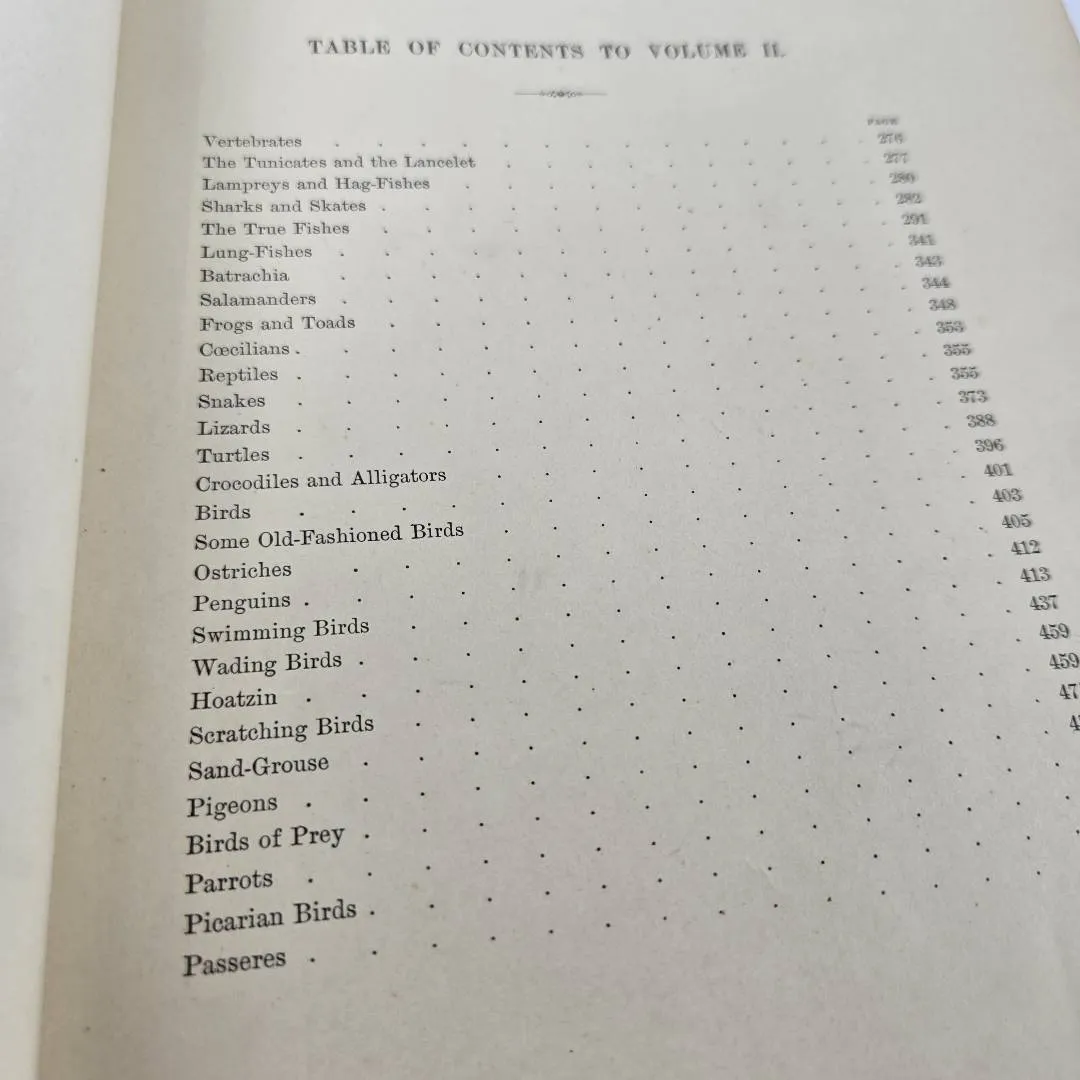 TABLE OF CONTENTS TO VOLUME II.
PAGE
Vertebrates . . . . . . . . . . . . . 276
The Tunicates and the Lancelet . . . . . . . . . 277
Lampreys and Hag-Fishes . . . . . . . . . . 280
Sharks and Skates . . . . . . . . . . . . 282
The True Fishes . . . . . . . . . . . . 291
Lung-Fishes . . . . . . . . . . . . . 341
Batrachia . . . . . . . . . . . . . 343
Salamanders . . . . . . . . . . . . . 344
Frogs and Toads . . . . . . . . . . . . 348
Cœcilians . . . . . . . . . . . . . . 353
Reptiles . . . . . . . . . . . . . . 355
Snakes . . . . . . . . . . . . . . 355
Lizards . . . . . . . . . . . . . . 373
Turtles . . . . . . . . . . . . . . 388
Crocodiles and Alligators . . . . . . . . . . 396
Birds . . . . . . . . . . . . . . 401
Some Old-Fashioned Birds . . . . . . . . . . 403
Ostriches . . . . . . . . . . . . . 405
Penguins . . . . . . . . . . . . . . 412
Swimming Birds . . . . . . . . . . . . 413
Wading Birds . . . . . . . . . . . . . 437
Hoatzin . . . . . . . . . . . . . . 459
Scratching Birds . . . . . . . . . . . . 459
Sand-Grouse . . . . . . . . . . . . .
Pigeons . . . . . . . . . . . . . .
Birds of Prey . . . . . . . . . . . . .
Parrots . . . . . . . . . . . . . .
Picarian Birds . . . . . . . . . . . . .
Passeres . . . . . . . . . . . . . .